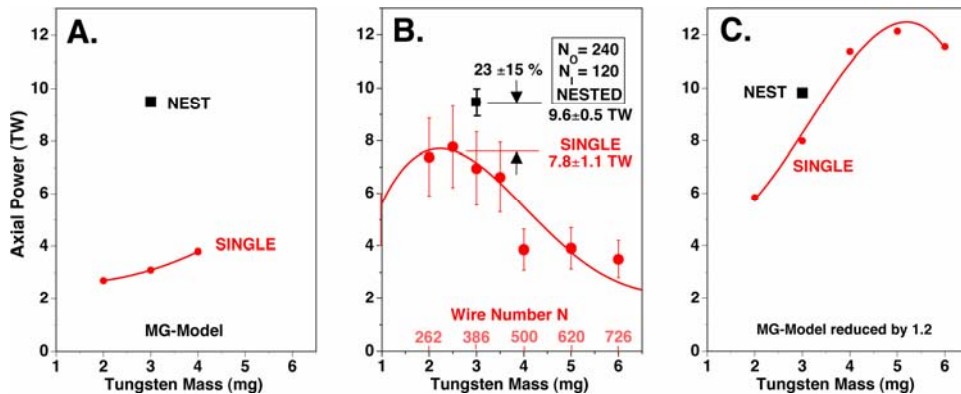 A.
12
10
8
6
4
2
0
Axial Power (TW)
NEST
SINGLE
MG-Model
1 2 3 4 5 6
Tungsten Mass (mg)
B.
12
10
8
6
4
2
0
23 ±15 %
N_O = 240
N_I = 120
NESTED
9.6±0.5 TW
SINGLE
7.8±1.1 TW
Wire Number N
262 386 500 620 726
1 2 3 4 5 6
Tungsten Mass (mg)
C.
12
10
8
6
4
2
0
NEST
SINGLE
MG-Model reduced by 1.2
1 2 3 4 5 6
Tungsten Mass (mg)